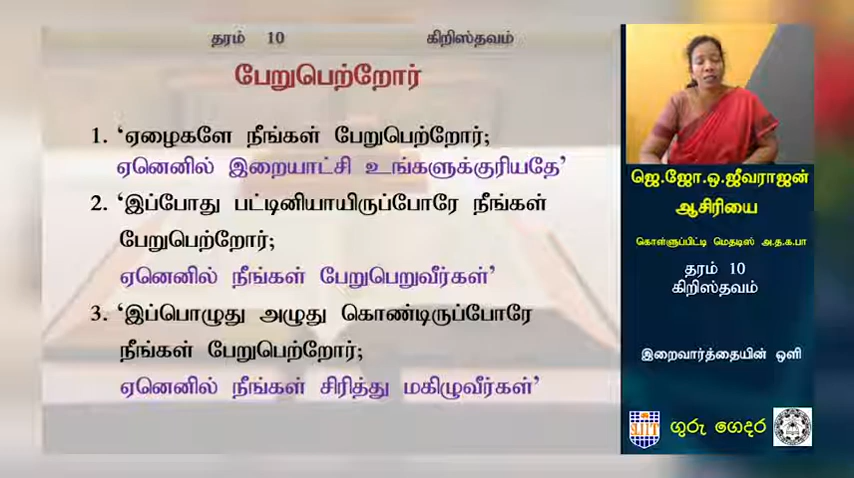 தரம் 10 கிறிஸ்தவம்
பேறுபெற்றோர்
1. ‘ஏழைகளே நீங்கள் பேறுபெற்றோர்;
ஏனெனில் இறையாட்சி உங்களுக்குரியதே’
2. ‘இப்போது பட்டினியாயிருப்போரே நீங்கள்
பேறுபெற்றோர்;
ஏனெனில் நீங்கள் பேறுபெறுவீர்கள்’
3. ‘இப்பொழுது அழுது கொண்டிருப்போரே
நீங்கள் பேறுபெற்றோர்;
ஏனெனில் நீங்கள் சிரித்து மகிழுவீர்கள்’
ஜெ.ஜோ.ஒ.ஜீவராஜன்
ஆசிரியை
கொள்ளுப்பிட்டி மெதடிஸ் அ.த.க.பா
தரம் 10
கிறிஸ்தவம்
இறைவார்த்தையின் ஒளி
SLIIT ගුරු ගෙදර